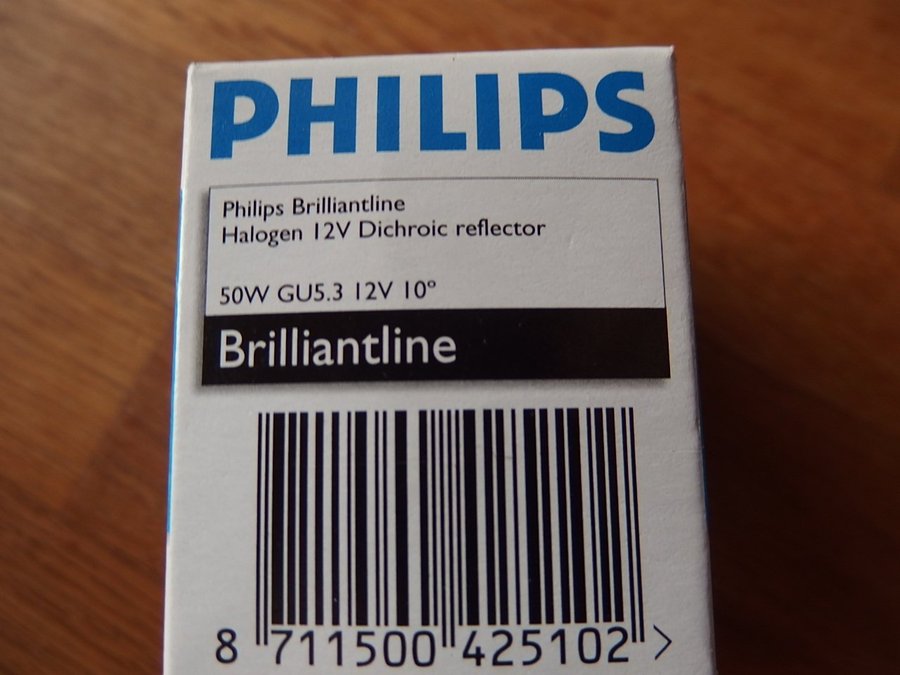 PHILIPS
Philips Brilliantline
Halogen 12V Dichroic reflector
50W GU5.3 12V 10°
Brilliantline
8 711500 425102 >